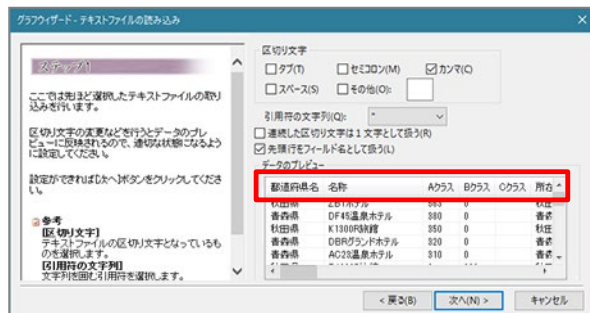 グラフウィザード - テキストファイルの読み込み
ステップ1
ここでは先ほど選択したテキストファイルの取り
込みを行います。
区切り文字の変更などを行うとデータのプレ
ビューに反映されるので、適切な状態になるよう
に設定してください。
設定ができれば[次へ]ボタンをクリックしてくださ
い。
参考
[区切り文字]
テキストファイルの区切り文字となっているも
のを選択します。
[引用符の文字列]
文字列を囲む引用符を選択します。
区切り文字
タブ(T) セミコロン(M) カンマ(C)
スペース(S) その他(O):
引用符の文字列(Q): "
連続した区切り文字は1文字として扱う(R)
先頭行をフィールド名として扱う(L)
データのプレビュー
都道府県名 名称 Aクラス Bクラス Cクラス 所在
秋田県
青森県 DF45温泉ホテル 380 0 青森
秋田県 K1300R旅館 350 0 秋田
青森県 DBRグランドホテル 320 0 青森
青森県 AC23温泉ホテル 310 0 青森
< 戻る(B) 次へ(N) > キャンセル